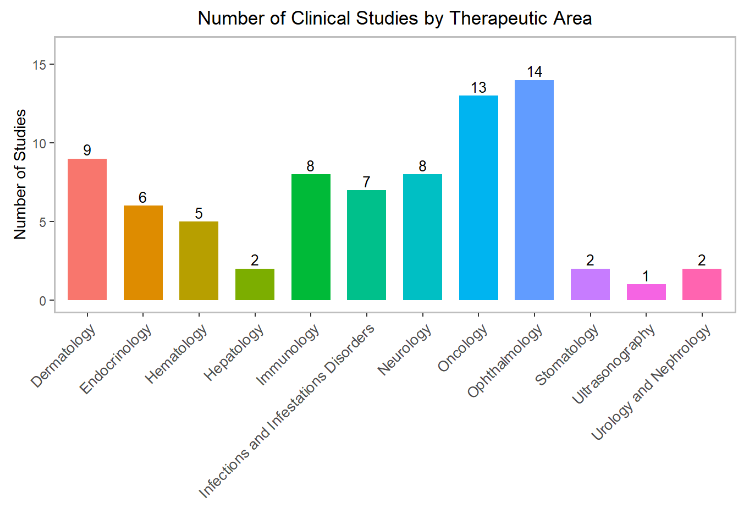 Number of Clinical Studies by Therapeutic Area
Number of Studies
15
10
5
0
9
6
5
2
8
7
8
13
14
2
1
2
Dermatology
Endocrinology
Hematology
Hepatology
Immunology
Infections and Infestations Disorders
Neurology
Oncology
Ophthalmology
Stomatology
Ultrasonography
Urology and Nephrology